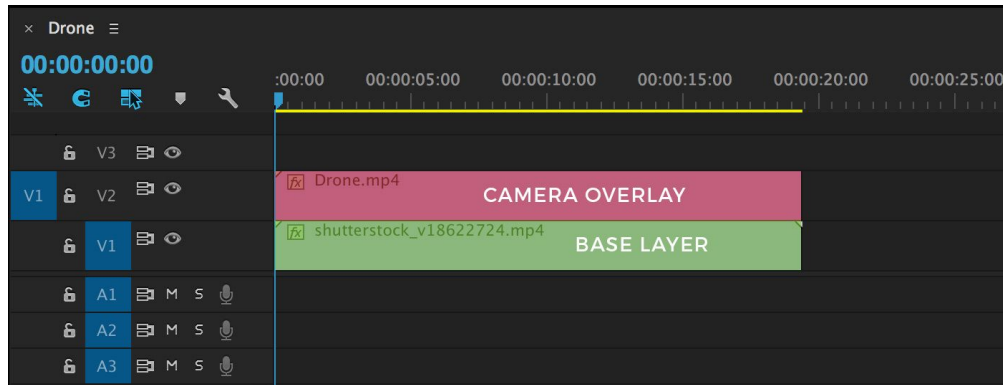 Drone
00:00:00:00
:00:00 00:00:05:00 00:00:10:00 00:00:15:00 00:00:20:00 00:00:25:00
V3
V1 V2 fx Drone.mp4 CAMERA OVERLAY
V1 fx shutterstock_v18622724.mp4 BASE LAYER
A1 M S
A2 M S
A3 M S